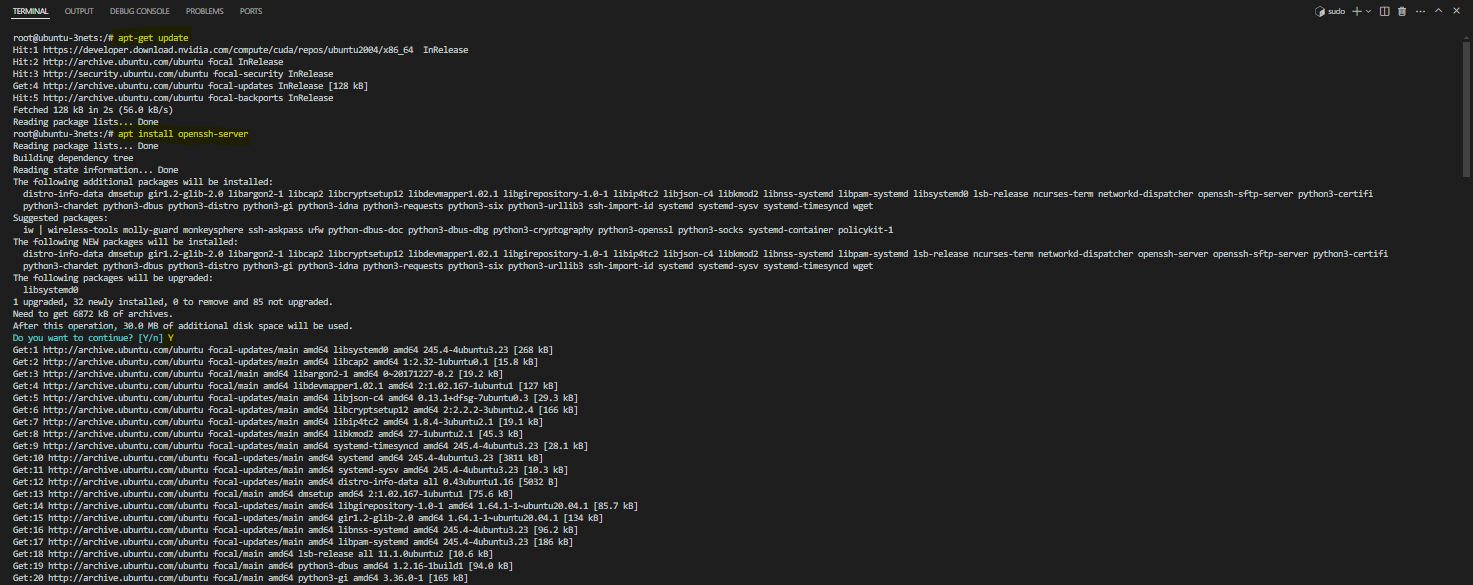 TERMINAL OUTPUT DEBUG CONSOLE PROBLEMS PORTS sudo
root@ubuntu-3nets:/# apt-get update
Hit:1 https://developer.download.nvidia.com/compute/cuda/repos/ubuntu2004/x86_64  InRelease
Hit:2 http://archive.ubuntu.com/ubuntu focal InRelease
Hit:3 http://security.ubuntu.com/ubuntu focal-security InRelease
Get:4 http://archive.ubuntu.com/ubuntu focal-updates InRelease [128 kB]
Hit:5 http://archive.ubuntu.com/ubuntu focal-backports InRelease
Fetched 128 kB in 2s (56.0 kB/s)
Reading package lists... Done
root@ubuntu-3nets:/# apt install openssh-server
Reading package lists... Done
Building dependency tree
Reading state information... Done
The following additional packages will be installed:
distro-info-data dmsetup gir1.2-glib-2.0 libargon2-1 libcap2 libcryptsetup12 libdevmapper1.02.1 libgirepository-1.0-1 libip4tc2 libjson-c4 libkmod2 libnss-systemd libpam-systemd libsystemd0 lsb-release ncurses-term networkd-dispatcher openssh-sftp-server python3-certifi
python3-chardet python3-dbus python3-distro python3-gi python3-idna python3-requests python3-six python3-urllib3 ssh-import-id systemd systemd-sysv systemd-timesyncd wget
Suggested packages:
iw | wireless-tools molly-guard monkeysphere ssh-askpass ufw python-dbus-doc python3-dbus-dbg python3-cryptography python3-openssl python3-socks systemd-container policykit-1
The following NEW packages will be installed:
distro-info-data dmsetup gir1.2-glib-2.0 libargon2-1 libcap2 libcryptsetup12 libdevmapper1.02.1 libgirepository-1.0-1 libip4tc2 libjson-c4 libkmod2 libnss-systemd libpam-systemd lsb-release ncurses-term networkd-dispatcher openssh-server openssh-sftp-server python3-certifi
python3-chardet python3-dbus python3-distro python3-gi python3-idna python3-requests python3-six python3-urllib3 ssh-import-id systemd systemd-sysv systemd-timesyncd wget
The following packages will be upgraded:
libsystemd0
1 upgraded, 32 newly installed, 0 to remove and 85 not upgraded.
Need to get 6872 kB of archives.
After this operation, 30.0 MB of additional disk space will be used.
Do you want to continue? [Y/n] Y
Get:1 http://archive.ubuntu.com/ubuntu focal-updates/main amd64 libsystemd0 amd64 245.4-4ubuntu3.23 [268 kB]
Get:2 http://archive.ubuntu.com/ubuntu focal-updates/main amd64 libcap2 amd64 1:2.32-1ubuntu0.1 [15.8 kB]
Get:3 http://archive.ubuntu.com/ubuntu focal/main amd64 libargon2-1 amd64 0~20171227-0.2 [19.2 kB]
Get:4 http://archive.ubuntu.com/ubuntu focal/main amd64 libdevmapper1.02.1 amd64 2:1.02.167-1ubuntu1 [127 kB]
Get:5 http://archive.ubuntu.com/ubuntu focal-updates/main amd64 libjson-c4 amd64 0.13.1+dfsg-7ubuntu0.3 [29.3 kB]
Get:6 http://archive.ubuntu.com/ubuntu focal-updates/main amd64 libcryptsetup12 amd64 2:2.2.2-3ubuntu2.4 [166 kB]
Get:7 http://archive.ubuntu.com/ubuntu focal-updates/main amd64 libip4tc2 amd64 1.8.4-3ubuntu2.1 [19.1 kB]
Get:8 http://archive.ubuntu.com/ubuntu focal-updates/main amd64 libkmod2 amd64 27-1ubuntu2.1 [45.3 kB]
Get:9 http://archive.ubuntu.com/ubuntu focal-updates/main amd64 systemd-timesyncd amd64 245.4-4ubuntu3.23 [28.1 kB]
Get:10 http://archive.ubuntu.com/ubuntu focal-updates/main amd64 systemd amd64 245.4-4ubuntu3.23 [3811 kB]
Get:11 http://archive.ubuntu.com/ubuntu focal-updates/main amd64 systemd-sysv amd64 245.4-4ubuntu3.23 [10.3 kB]
Get:12 http://archive.ubuntu.com/ubuntu focal-updates/main amd64 distro-info-data all 0.43ubuntu1.16 [5032 B]
Get:13 http://archive.ubuntu.com/ubuntu focal/main amd64 dmsetup amd64 2:1.02.167-1ubuntu1 [75.6 kB]
Get:14 http://archive.ubuntu.com/ubuntu focal-updates/main amd64 libgirepository-1.0-1 amd64 1.64.1-1~ubuntu20.04.1 [85.7 kB]
Get:15 http://archive.ubuntu.com/ubuntu focal-updates/main amd64 gir1.2-glib-2.0 amd64 1.64.1-1~ubuntu20.04.1 [134 kB]
Get:16 http://archive.ubuntu.com/ubuntu focal-updates/main amd64 libnss-systemd amd64 245.4-4ubuntu3.23 [96.2 kB]
Get:17 http://archive.ubuntu.com/ubuntu focal-updates/main amd64 libpam-systemd amd64 245.4-4ubuntu3.23 [186 kB]
Get:18 http://archive.ubuntu.com/ubuntu focal/main amd64 lsb-release all 11.1.0ubuntu2 [10.6 kB]
Get:19 http://archive.ubuntu.com/ubuntu focal/main amd64 python3-dbus amd64 1.2.16-1build1 [94.0 kB]
Get:20 http://archive.ubuntu.com/ubuntu focal/main amd64 python3-gi amd64 3.36.0-1 [165 kB]